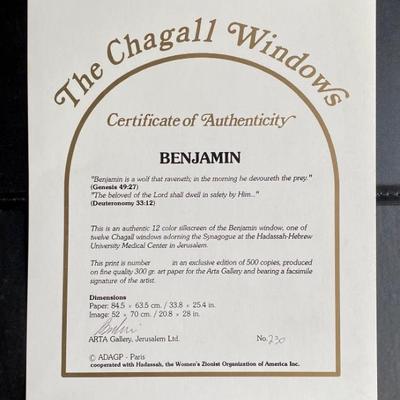 The Chagall Windows
Certificate of Authenticity
BENJAMIN
"Benjamin is a wolf that raveneth; in the morning he devoureth the prey."
(Genesis 49:27)
"The beloved of the Lord shall dwell in safety by Him..."
(Deuteronomy 33:12)
This is an authentic 12 color silkscreen of the Benjamin window, one of
twelve Chagall windows adorning the Synagogue at the Hadassah-Hebrew
University Medical Center in Jerusalem.
This print is number in an exclusive edition of 500 copies, produced
on fine quality 300 gr. art paper for the Arta Gallery and bearing a facsimile
signature of the artist.
Dimensions
Paper: 84.5 × 63.5 cm. / 33.8 × 25.4 in.
Image: 52 × 70 cm. / 20.8 × 28 in.
ARTA Gallery, Jerusalem Ltd. No. 230
© ADAGP - Paris
cooperated with Hadassah, the Women's Zionist Organization of America Inc.